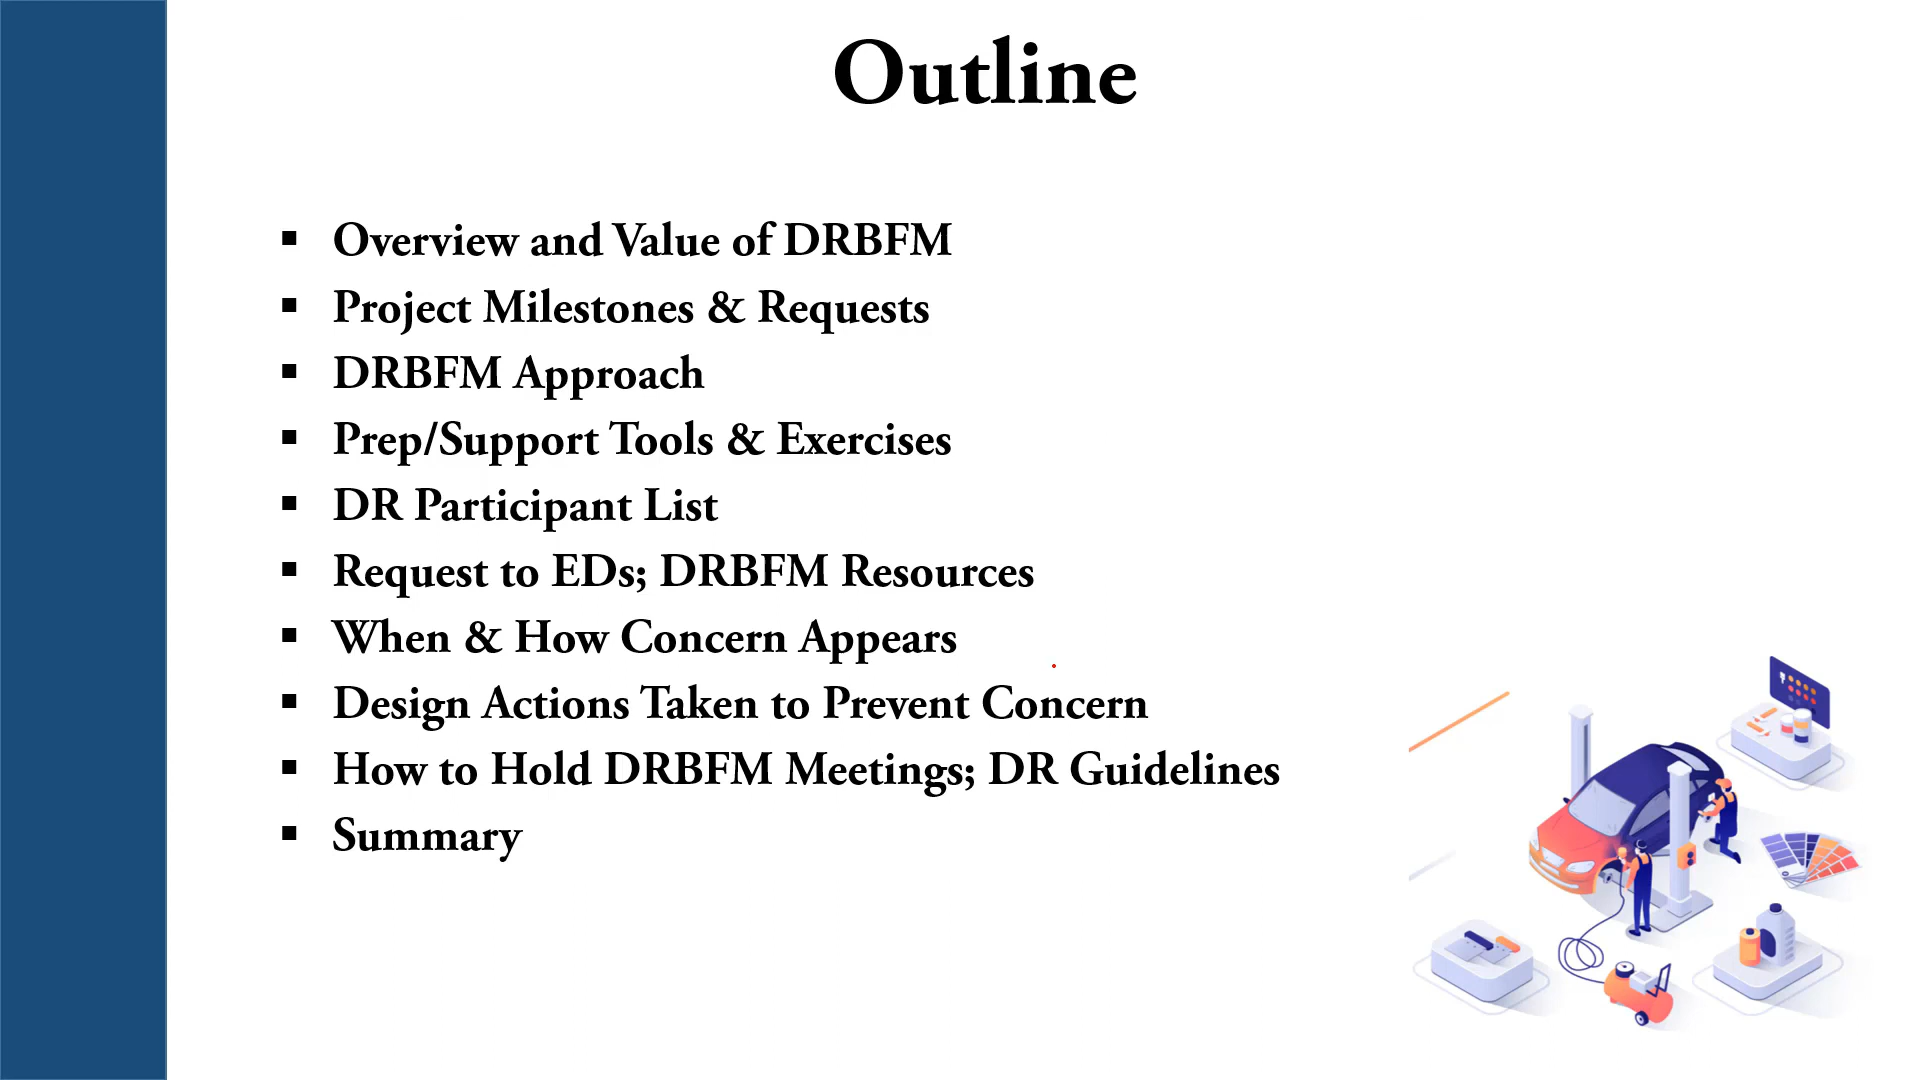 Outline
▪ Overview and Value of DRBFM
▪ Project Milestones & Requests
▪ DRBFM Approach
▪ Prep/Support Tools & Exercises
▪ DR Participant List
▪ Request to EDs; DRBFM Resources
▪ When & How Concern Appears
▪ Design Actions Taken to Prevent Concern
▪ How to Hold DRBFM Meetings; DR Guidelines
▪ Summary